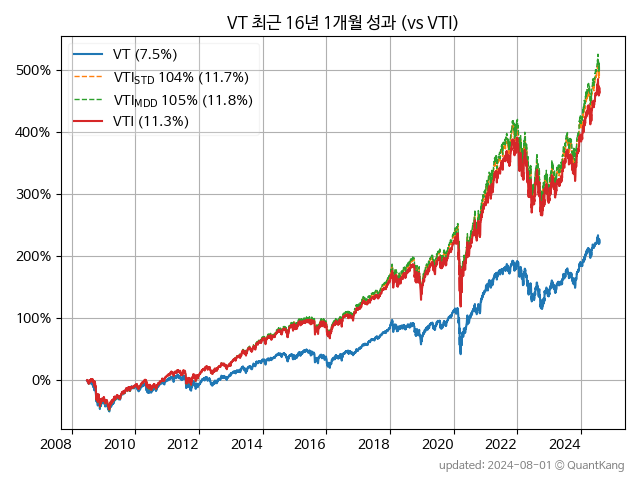 VT 최근 16년 1개월 성과 (vs VTI)
VT (7.5%)
VTI_STD 104% (11.7%)
VTI_MDD 105% (11.8%)
VTI (11.3%)
500%
400%
300%
200%
100%
0%
2008 2010 2012 2014 2016 2018 2020 2022 2024
updated: 2024-08-01 © QuantKang